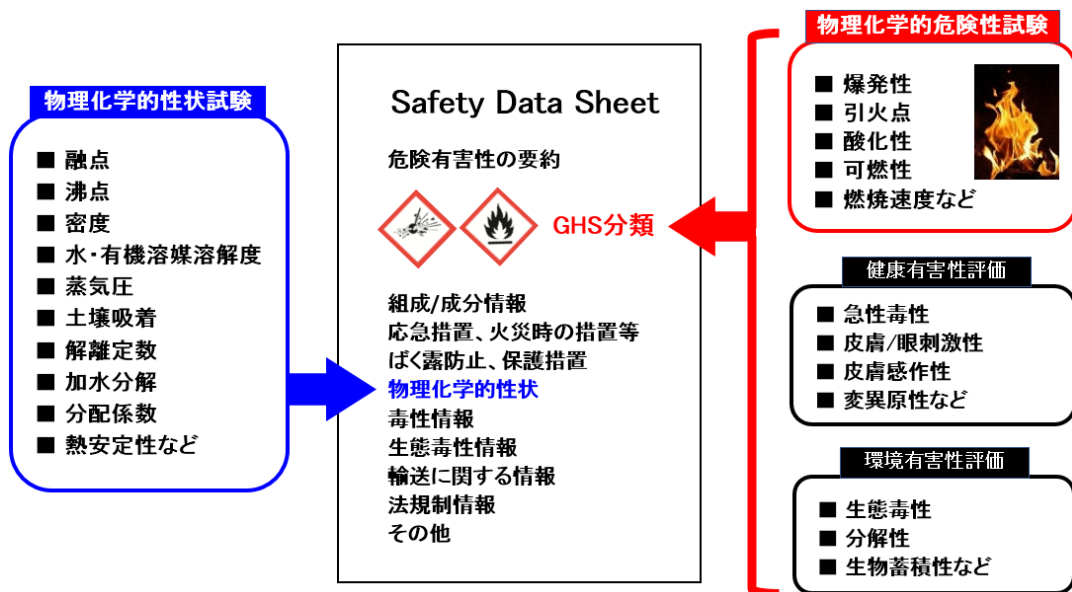 物理化学的性状試験
■ 融点
■ 沸点
■ 密度
■ 水・有機溶媒溶解度
■ 蒸気圧
■ 土壌吸着
■ 解離定数
■ 加水分解
■ 分配係数
■ 熱安定性など
Safety Data Sheet
危険有害性の要約
GHS分類
組成/成分情報
応急措置、火災時の措置等
ばく露防止、保護措置
物理化学的性状
毒性情報
生態毒性情報
輸送に関する情報
法規制情報
その他
物理化学的危険性試験
■ 爆発性
■ 引火点
■ 酸化性
■ 可燃性
■ 燃焼速度など
健康有害性評価
■ 急性毒性
■ 皮膚/眼刺激性
■ 皮膚感作性
■ 変異原性など
環境有害性評価
■ 生態毒性
■ 分解性
■ 生物蓄積性など